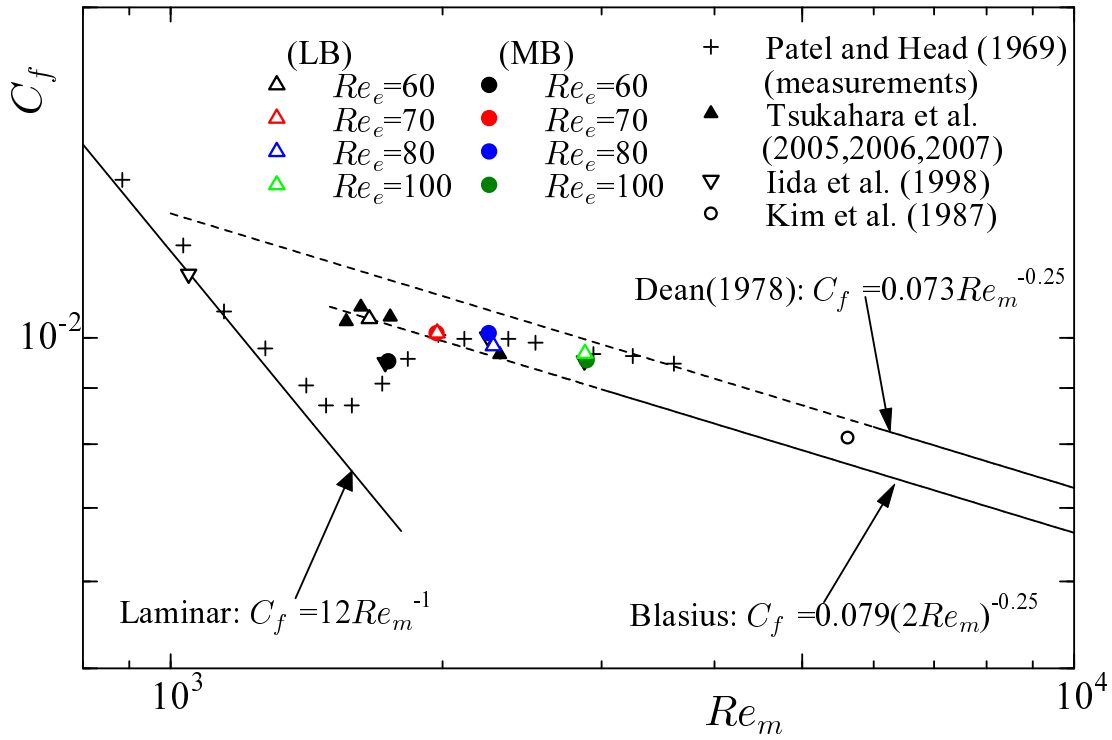 C_f
(LB) (MB)
Re_e=60 Re_e=60
Re_e=70 Re_e=70
Re_e=80 Re_e=80
Re_e=100 Re_e=100
Patel and Head (1969)
(measurements)
Tsukahara et al.
(2005,2006,2007)
Iida et al. (1998)
Kim et al. (1987)
Dean(1978): C_f =0.073Re_m^-0.25
10^-2
Laminar: C_f =12Re_m^-1
Blasius: C_f =0.079(2Re_m)^-0.25
10^3
Re_m
10^4